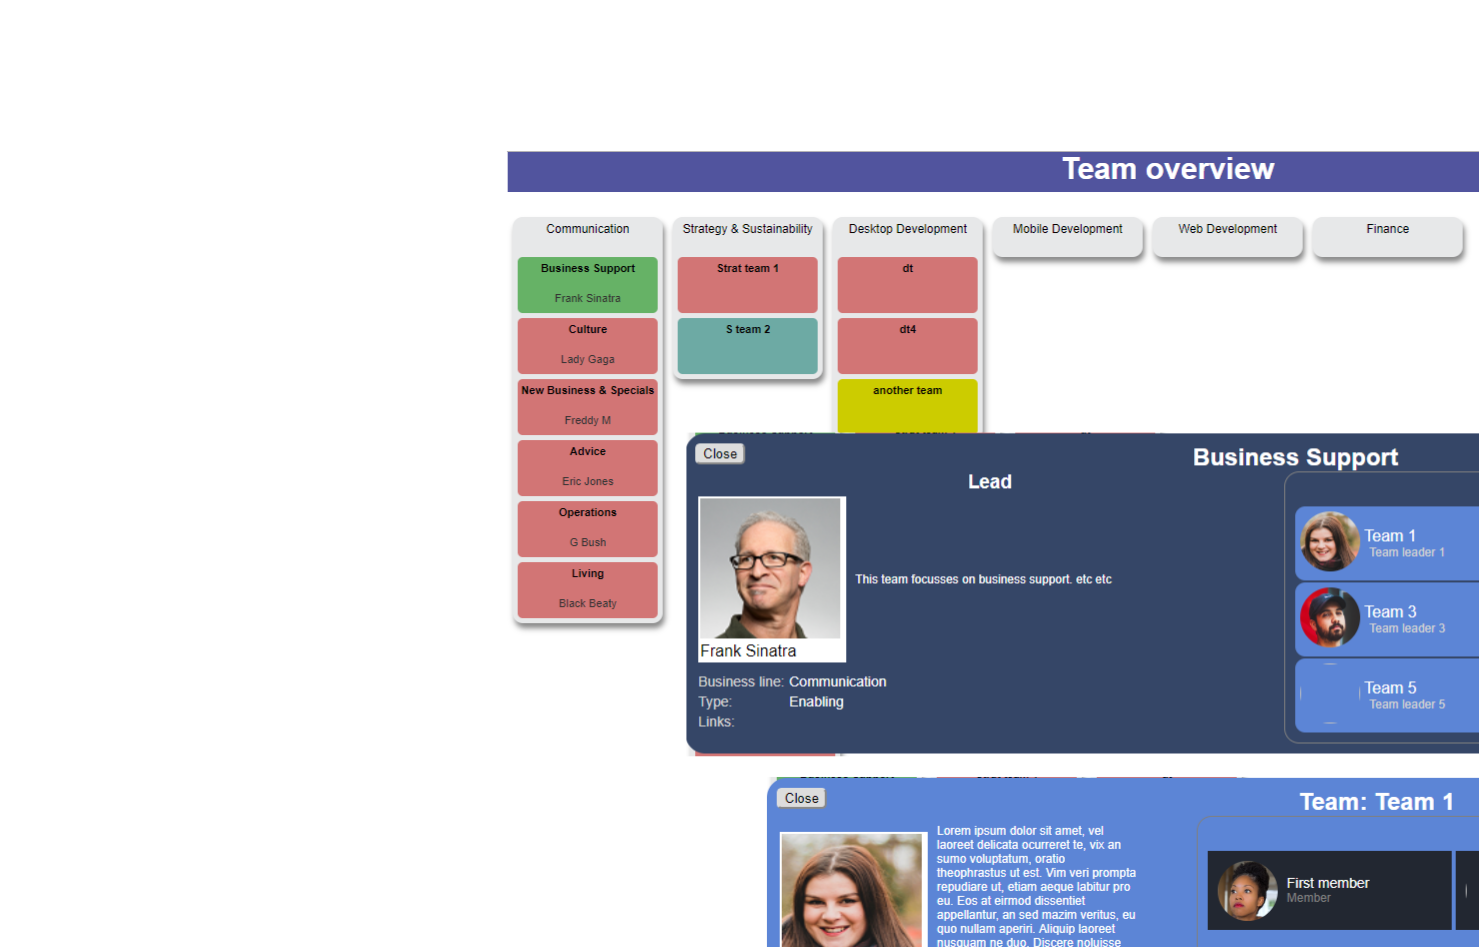 Team overview
Communication
Strategy & Sustainability
Desktop Development
Mobile Development
Web Development
Finance
Business Support
Frank Sinatra
Culture
Lady Gaga
New Business & Specials
Freddy M
Advice
Eric Jones
Operations
G Bush
Living
Black Beaty
Strat team 1
S team 2
dt
dt4
another team
Close
Business Support
Lead
This team focusses on business support. etc etc
Frank Sinatra
Business line: Communication
Type: Enabling
Links:
Team 1
Team leader 1
Team 3
Team leader 3
Team 5
Team leader 5
Close
Team: Team 1
Lorem ipsum dolor sit amet, vel
laoreet delicata ocurreret te, vix an
sumo voluptatum, oratio
theophrastus ut est. Vim veri prompta
repudiare ut, etiam aeque labitur pro
eu. Eos at eirmod dissentiet
appellantur, an sed mazim veritus, eu
quo nullam aperiri. Aliquip laoreet
nusquam ne duo. Discere noluisse
First member
Member